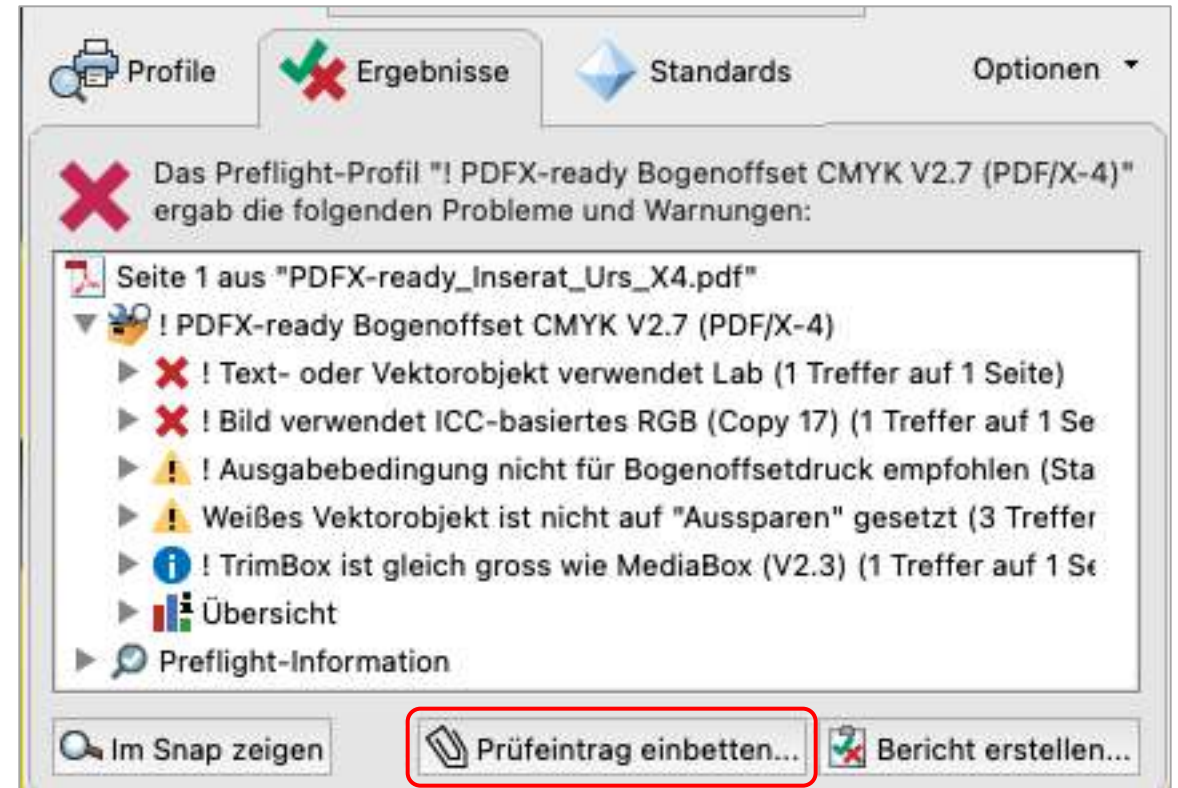 Profile Ergebnisse Standards Optionen
Das Preflight-Profil "! PDFX-ready Bogenoffset CMYK V2.7 (PDF/X-4)"
ergab die folgenden Probleme und Warnungen:
Seite 1 aus "PDFX-ready_Inserat_Urs_X4.pdf"
! PDFX-ready Bogenoffset CMYK V2.7 (PDF/X-4)
! Text- oder Vektorobjekt verwendet Lab (1 Treffer auf 1 Seite)
! Bild verwendet ICC-basiertes RGB (Copy 17) (1 Treffer auf 1 Se
! Ausgabebedingung nicht für Bogenoffsetdruck empfohlen (Sta
Weißes Vektorobjekt ist nicht auf "Aussparen" gesetzt (3 Treffer
! TrimBox ist gleich gross wie MediaBox (V2.3) (1 Treffer auf 1 Se
Übersicht
Preflight-Information
Im Snap zeigen Prüfeintrag einbetten... Bericht erstellen...